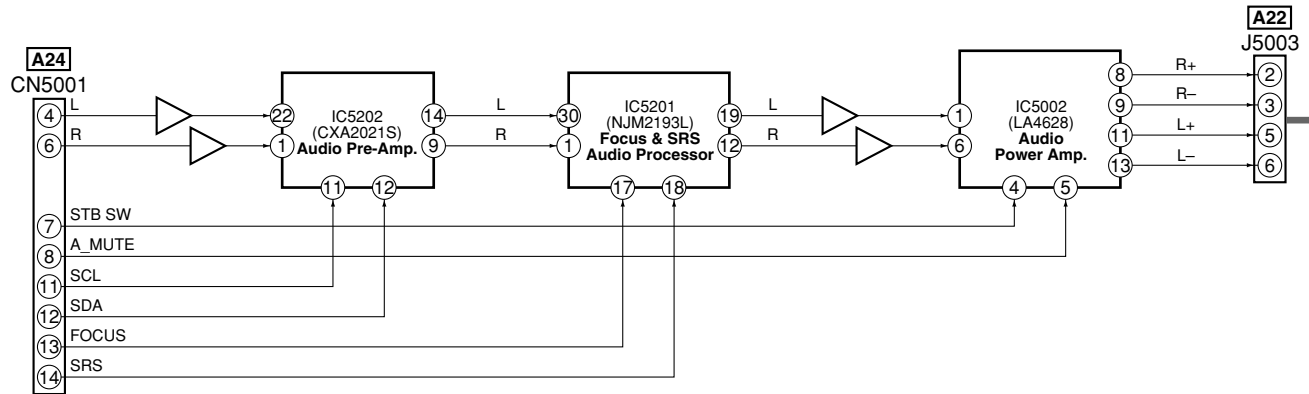 A22
J5003
A24
CN5001
8 R+ 2
4 L 22 IC5202 14 L 30 IC5201 19 L 1 IC5002 9 R– 3
(CXA2021S) (NJM2193L) (LA4628)
6 R 1 Audio Pre-Amp. 9 R 1 Focus & SRS 12 R 6 Audio 11 L+ 5
Audio Processor Power Amp. 13 L– 6
11 12 17 18 4 5
7 STB SW
8 A_MUTE
11 SCL
12 SDA
13 FOCUS
14 SRS